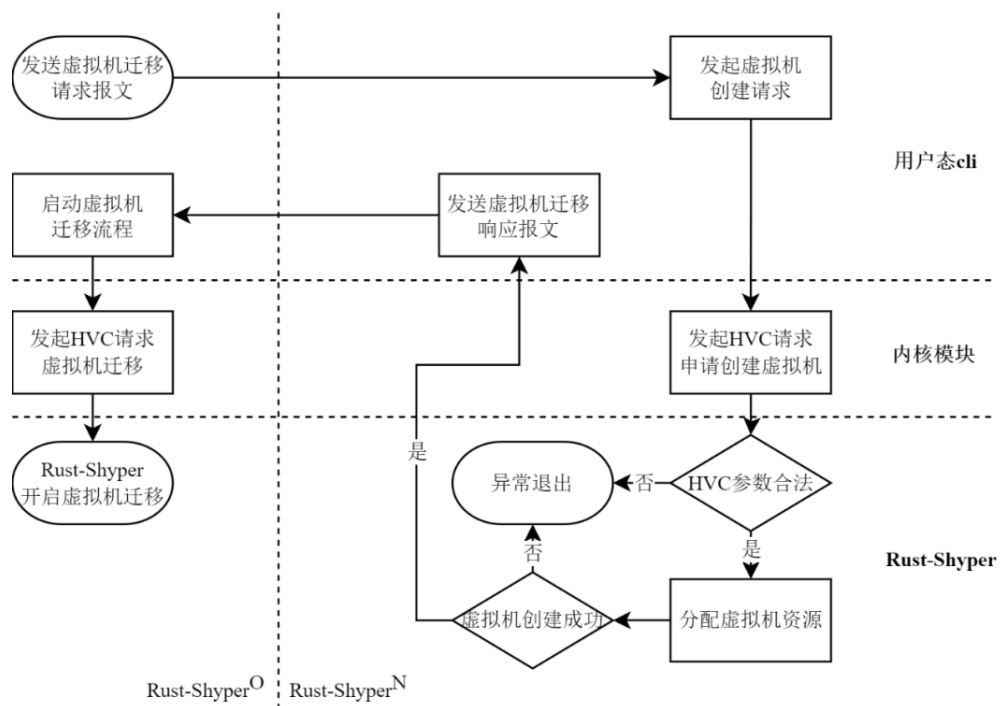 发送虚拟机迁移
请求报文
发起虚拟机
创建请求
用户态cli
启动虚拟机
迁移流程
发送虚拟机迁移
响应报文
发起HVC请求
虚拟机迁移
发起HVC请求
申请创建虚拟机
内核模块
是
Rust-Shyper
开启虚拟机迁移
异常退出
否
HVC参数合法
否
是
Rust-Shyper
虚拟机创建成功
分配虚拟机资源
Rust-Shyper^O
Rust-Shyper^N